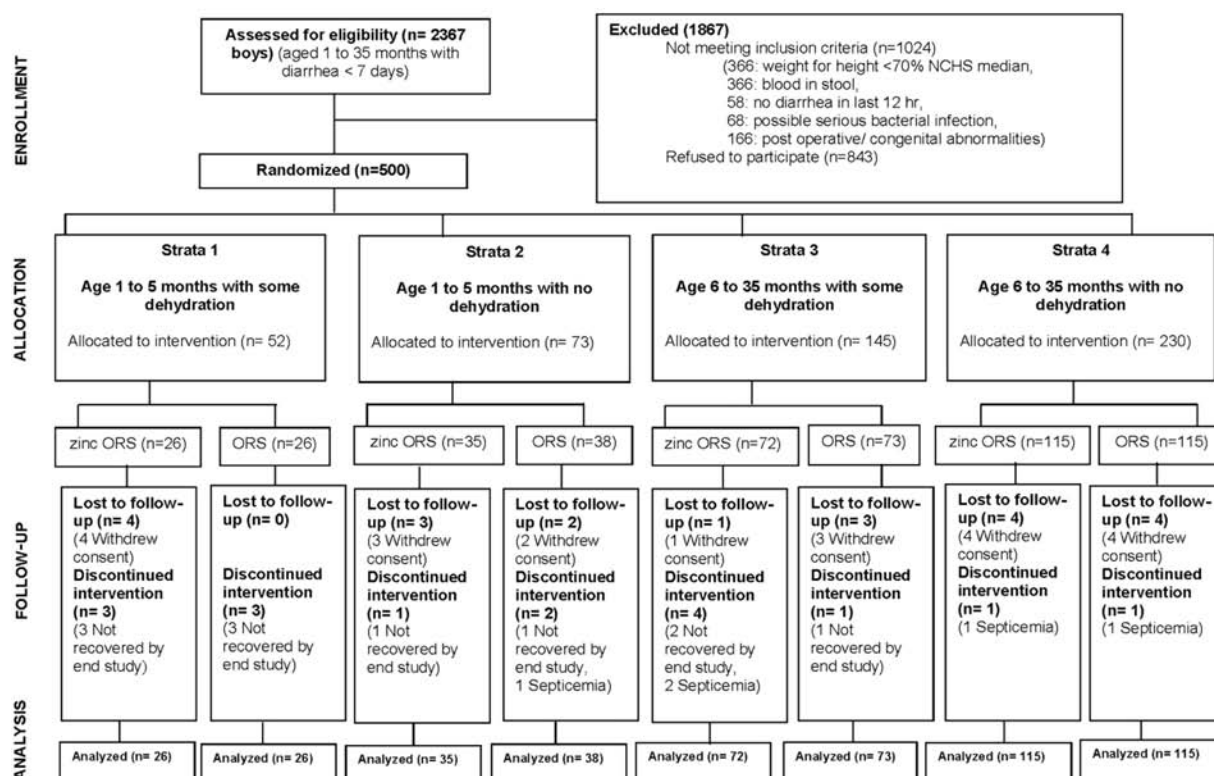 ENROLLMENT
Assessed for eligibility (n= 2367
boys) (aged 1 to 35 months with
diarrhea < 7 days)
Excluded (1867)
Not meeting inclusion criteria (n=1024)
(366: weight for height <70% NCHS median,
366: blood in stool,
58: no diarrhea in last 12 hr,
68: possible serious bacterial infection,
166: post operative/ congenital abnormalities)
Refused to participate (n=843)
Randomized (n=500)
ALLOCATION
Strata 1
Age 1 to 5 months with some
dehydration
Allocated to intervention (n= 52)
Strata 2
Age 1 to 5 months with no
dehydration
Allocated to intervention (n= 73)
Strata 3
Age 6 to 35 months with some
dehydration
Allocated to intervention (n= 145)
Strata 4
Age 6 to 35 months with no
dehydration
Allocated to intervention (n= 230)
zinc ORS (n=26)
ORS (n=26)
zinc ORS (n=35)
ORS (n=38)
zinc ORS (n=72)
ORS (n=73)
zinc ORS (n=115)
ORS (n=115)
FOLLOW-UP
Lost to follow-
up (n= 4)
(4 Withdrew
consent)
Discontinued
intervention
(n= 3)
(3 Not
recovered by
end study)
Lost to follow-
up (n= 0)
Discontinued
intervention
(n= 3)
(3 Not
recovered by
end study)
Lost to follow-
up (n= 3)
(3 Withdrew
consent)
Discontinued
intervention
(n= 1)
(1 Not
recovered by
end study)
Lost to follow-
up (n= 2)
(2 Withdrew
consent)
Discontinued
intervention
(n= 2)
(1 Not
recovered by
end study,
1 Septicemia)
Lost to follow-
up (n= 1)
(1 Withdrew
consent)
Discontinued
intervention
(n= 4)
(2 Not
recovered by
end study,
2 Septicemia)
Lost to follow-
up (n= 3)
(3 Withdrew
consent)
Discontinued
intervention
(n= 1)
(1 Not
recovered by
end study)
Lost to follow-
up (n= 4)
(4 Withdrew
consent)
Discontinued
intervention
(n= 1)
(1 Septicemia)
Lost to follow-
up (n= 4)
(4 Withdrew
consent)
Discontinued
intervention
(n= 1)
(1 Septicemia)
ANALYSIS
Analyzed (n= 26)
Analyzed (n= 26)
Analyzed (n= 35)
Analyzed (n= 38)
Analyzed (n= 72)
Analyzed (n= 73)
Analyzed (n= 115)
Analyzed (n= 115)